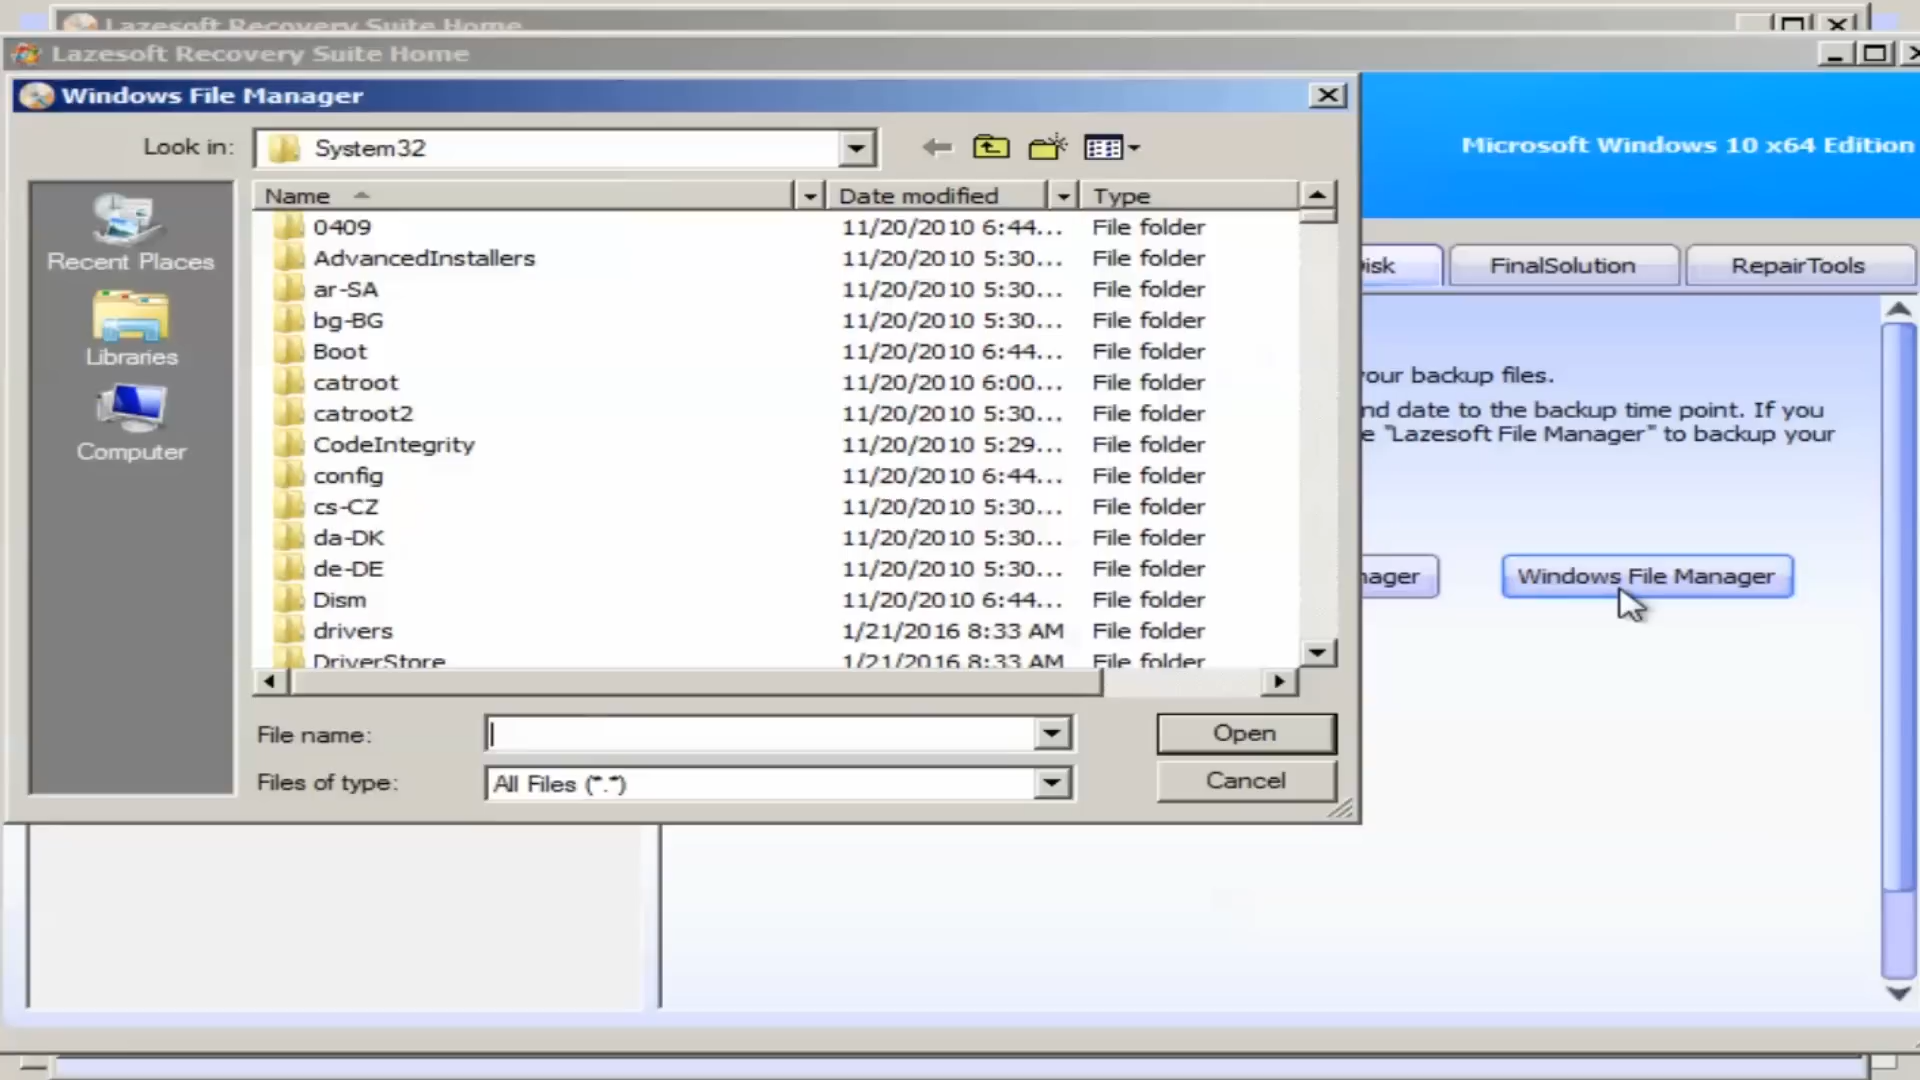 Lazesoft Recovery Suite Home
Lazesoft Recovery Suite Home
Windows File Manager
Microsoft Windows 10 x64 Edition
Look in: System32
Name Date modified Type
0409 11/20/2010 6:44... File folder
AdvancedInstallers 11/20/2010 5:30... File folder
ar-SA 11/20/2010 5:30... File folder
bg-BG 11/20/2010 5:30... File folder
Boot 11/20/2010 6:44... File folder
catroot 11/20/2010 6:00... File folder
catroot2 11/20/2010 5:30... File folder
CodeIntegrity 11/20/2010 5:29... File folder
config 11/20/2010 6:44... File folder
cs-CZ 11/20/2010 5:30... File folder
da-DK 11/20/2010 5:30... File folder
de-DE 11/20/2010 5:30... File folder
Dism 11/20/2010 6:44... File folder
drivers 1/21/2016 8:33 AM File folder
DriverStore 1/21/2016 8:33 AM File folder
Recent Places
Libraries
Computer
File name:
Open
Files of type: All Files (*.*)
Cancel
isk FinalSolution RepairTools
your backup files.
nd date to the backup time point. If you
e "Lazesoft File Manager" to backup your
nager Windows File Manager